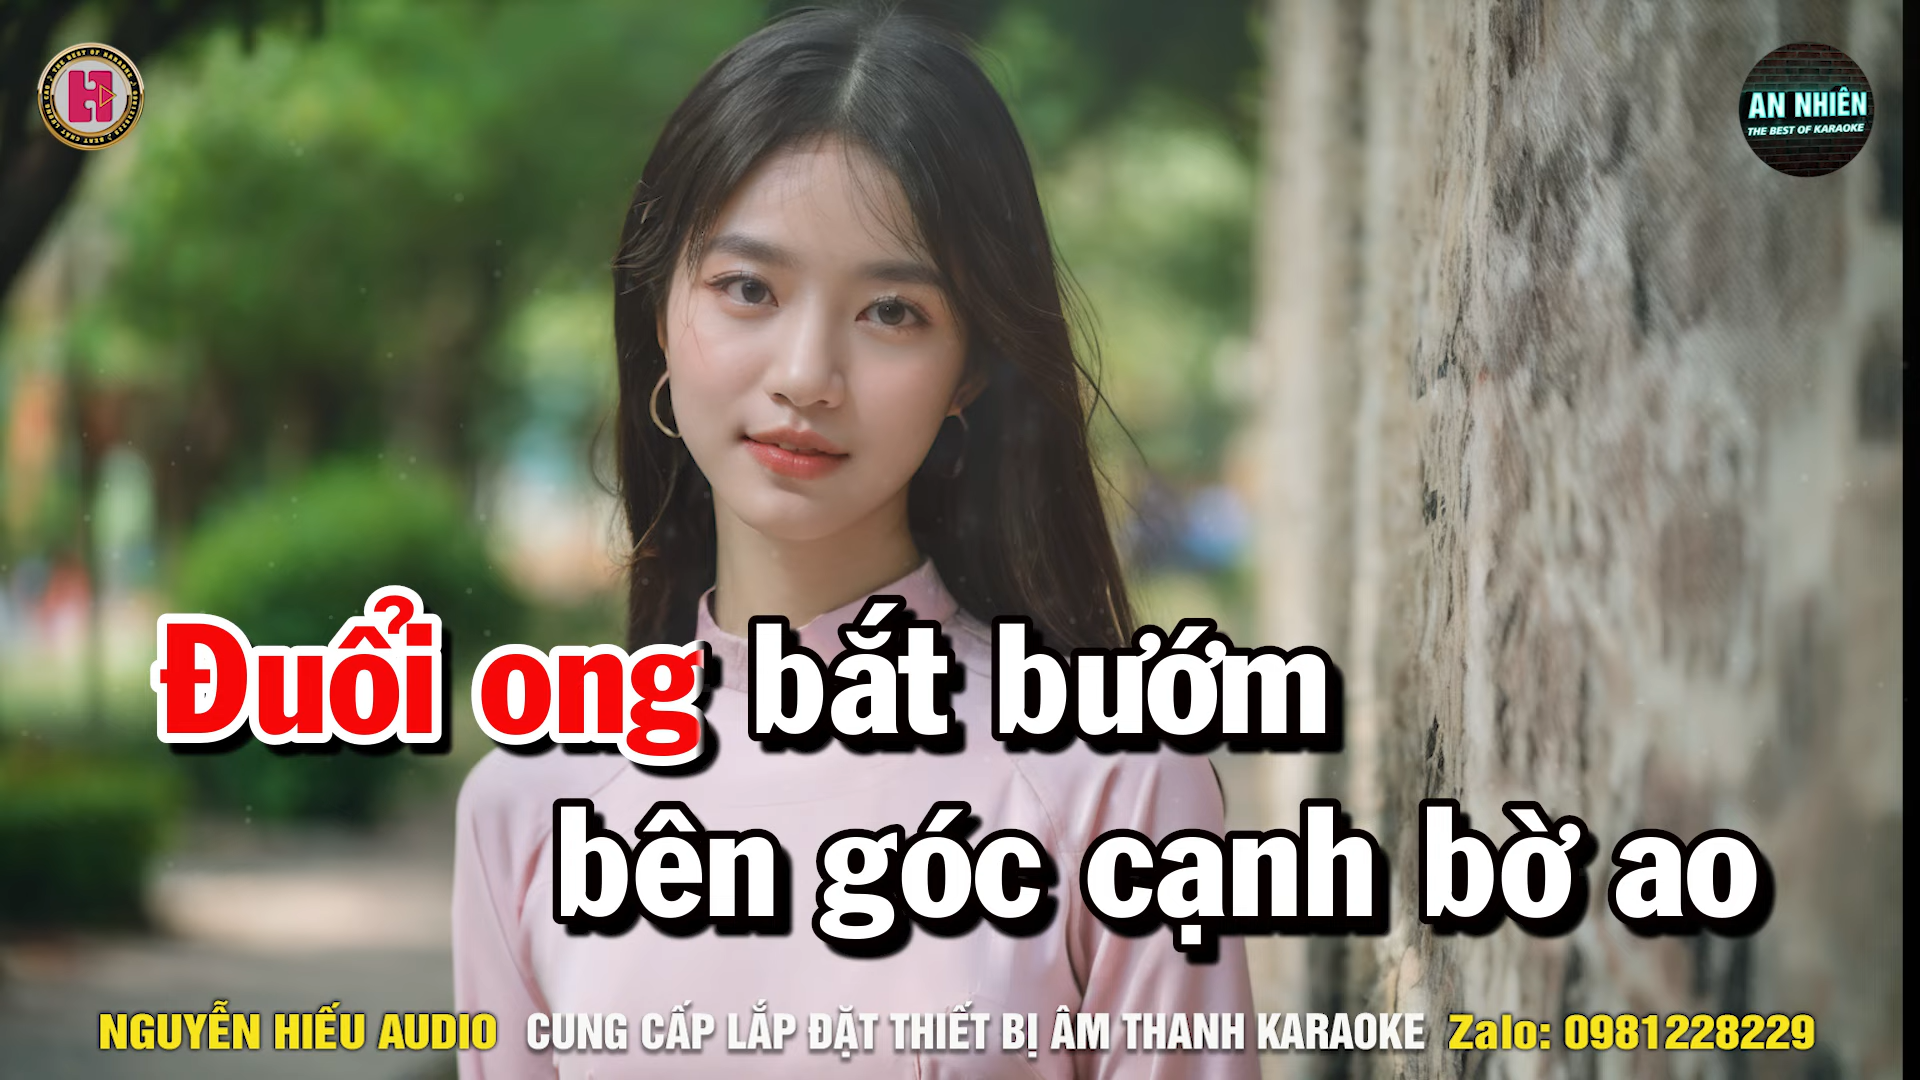 AN NHIÊN
THE BEST OF KARAOKE
Đuổi ong bắt bướm
bên góc cạnh bờ ao
NGUYỄN HIẾU AUDIO CUNG CẤP LẮP ĐẶT THIẾT BỊ ÂM THANH KARAOKE Zalo: 0981228229